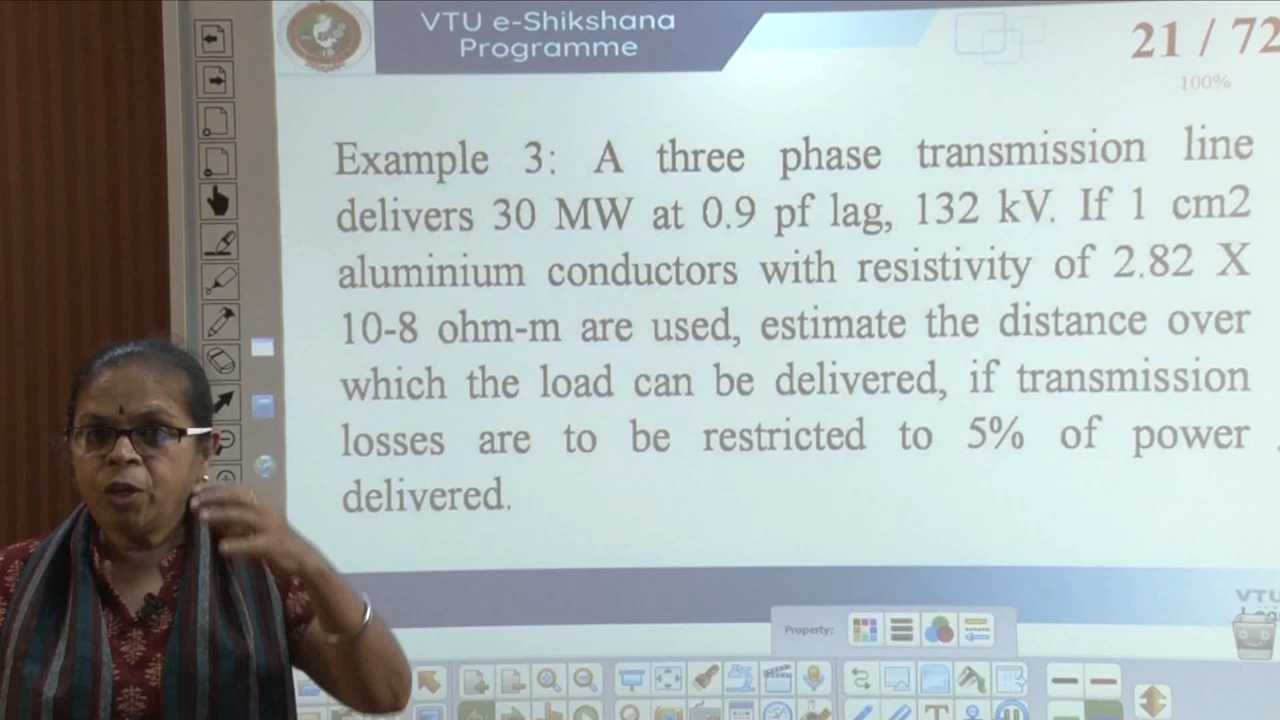 VTU e-Shikshana
Programme
21 / 72
100%
Example 3: A three phase transmission line
delivers 30 MW at 0.9 pf lag, 132 kV. If 1 cm2
aluminium conductors with resistivity of 2.82 X
10-8 ohm-m are used, estimate the distance over
which the load can be delivered, if transmission
losses are to be restricted to 5% of power
delivered.
VTU
Property: